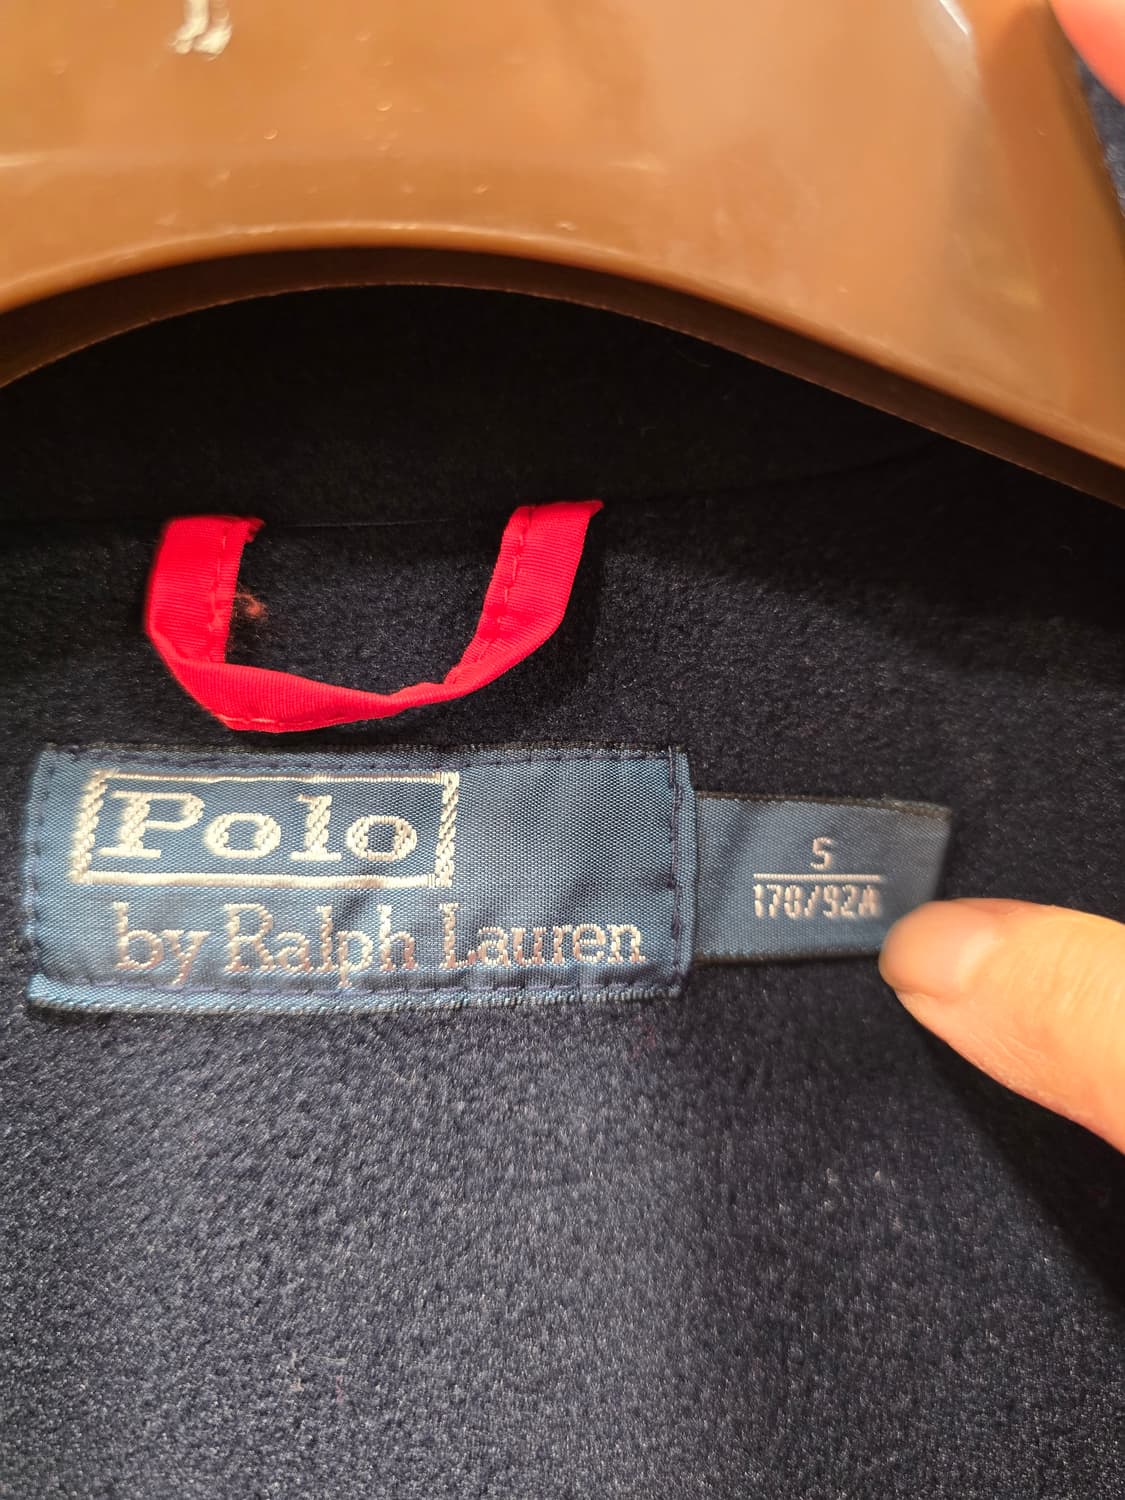 Polo
by Ralph Lauren
S
170/92A